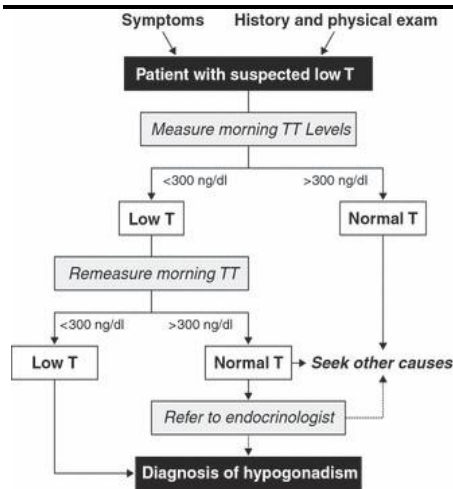 Symptoms
History and physical exam
Patient with suspected low T
Measure morning TT Levels
<300 ng/dl
>300 ng/dl
Low T
Normal T
Remeasure morning TT
<300 ng/dl
>300 ng/dl
Low T
Normal T
Seek other causes
Refer to endocrinologist
Diagnosis of hypogonadism